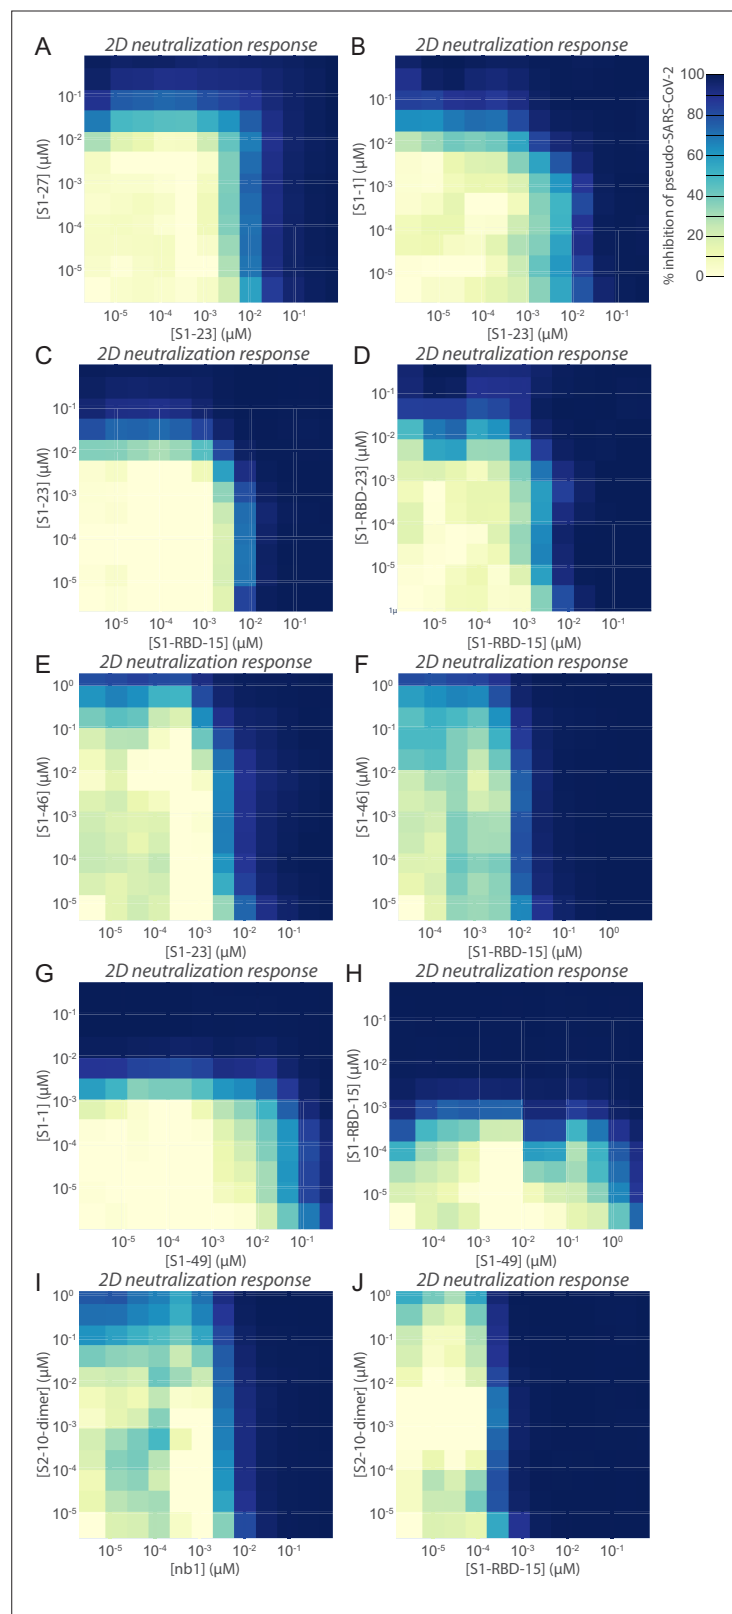 A
2D neutralization response
[S1-27] (μM)
10-1
10-2
10-3
10-4
10-5
10-5 10-4 10-3 10-2 10-1
[S1-23] (μM)
B
2D neutralization response
[S1-1] (μM)
10-1
10-2
10-3
10-4
10-5
10-5 10-4 10-3 10-2 10-1
[S1-23] (μM)
% inhibition of pseudo-SARS-CoV-2
100
80
60
40
20
0
C
2D neutralization response
[S1-23] (μM)
10-1
10-2
10-3
10-4
10-5
10-5 10-4 10-3 10-2 10-1
[S1-RBD-15] (μM)
D
2D neutralization response
[S1-RBD-23] (μM)
10-1
10-2
10-3
10-4
10-5
1μ
10-5 10-4 10-3 10-2 10-1
[S1-RBD-15] (μM)
E
2D neutralization response
[S1-46] (μM)
100
10-1
10-2
10-3
10-4
10-5
10-5 10-4 10-3 10-2 10-1
[S1-23] (μM)
F
2D neutralization response
[S1-46] (μM)
100
10-1
10-2
10-3
10-4
10-5
10-4 10-3 10-2 10-1 100
[S1-RBD-15] (μM)
G
2D neutralization response
[S1-1] (μM)
10-1
10-2
10-3
10-4
10-5
10-5 10-4 10-3 10-2 10-1
[S1-49] (μM)
H
2D neutralization response
[S1-RBD-15] (μM)
10-1
10-2
10-3
10-4
10-5
10-4 10-3 10-2 10-1 100
[S1-49] (μM)
I
2D neutralization response
[S2-10-dimer] (μM)
100
10-1
10-2
10-3
10-4
10-5
10-5 10-4 10-3 10-2 10-1
[nb1] (μM)
J
2D neutralization response
[S2-10-dimer] (μM)
100
10-1
10-2
10-3
10-4
10-5
10-5 10-4 10-3 10-2 10-1
[S1-RBD-15] (μM)